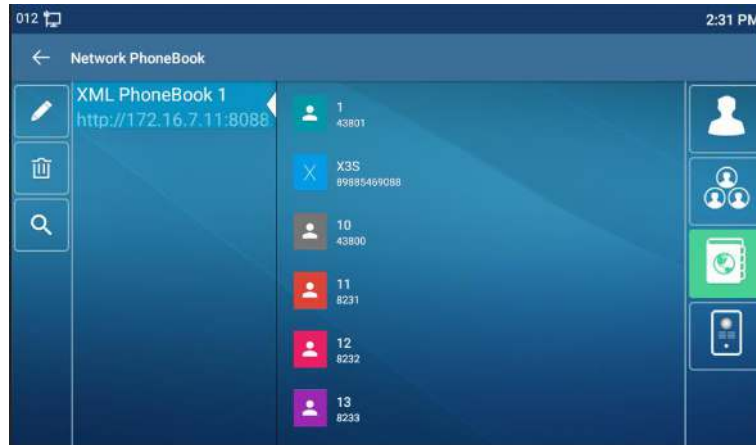 012 2:31 PM
Network PhoneBook
XML PhoneBook 1
http://172.16.7.11:8088
1
43801
X
X3S
89885469088
10
43800
11
8231
12
8232
13
8233